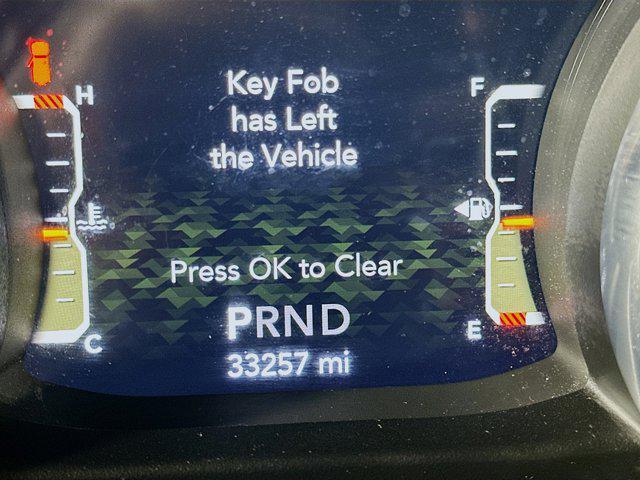 H
F
Key Fob
has Left
the Vehicle
Press OK to Clear
C
E
PRND
33257 mi